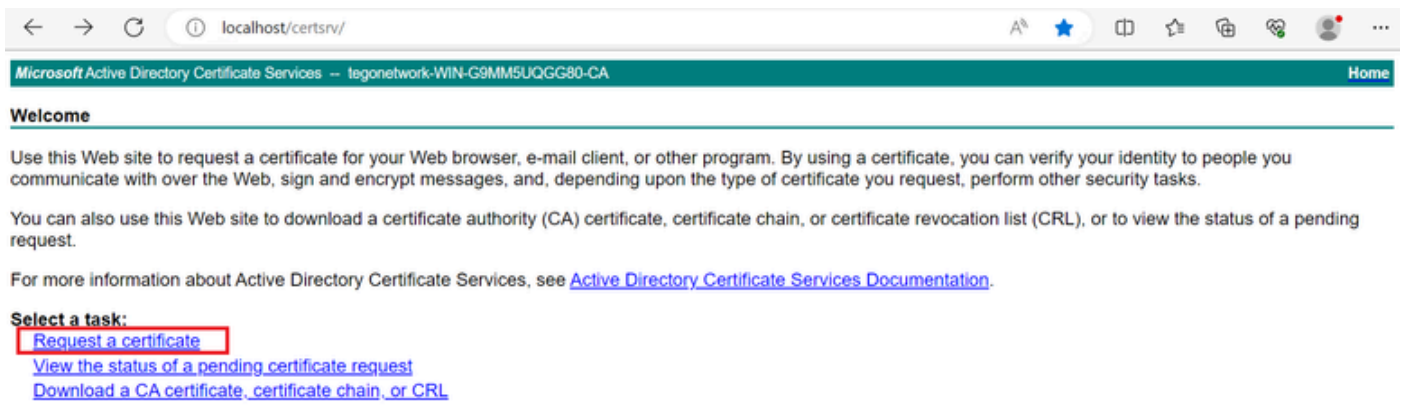 localhost/certsrv/
Microsoft Active Directory Certificate Services -- tegonetwork-WIN-G9MM5UQGG80-CA Home
Welcome
Use this Web site to request a certificate for your Web browser, e-mail client, or other program. By using a certificate, you can verify your identity to people you
communicate with over the Web, sign and encrypt messages, and, depending upon the type of certificate you request, perform other security tasks.
You can also use this Web site to download a certificate authority (CA) certificate, certificate chain, or certificate revocation list (CRL), or to view the status of a pending
request.
For more information about Active Directory Certificate Services, see Active Directory Certificate Services Documentation.
Select a task:
Request a certificate
View the status of a pending certificate request
Download a CA certificate, certificate chain, or CRL